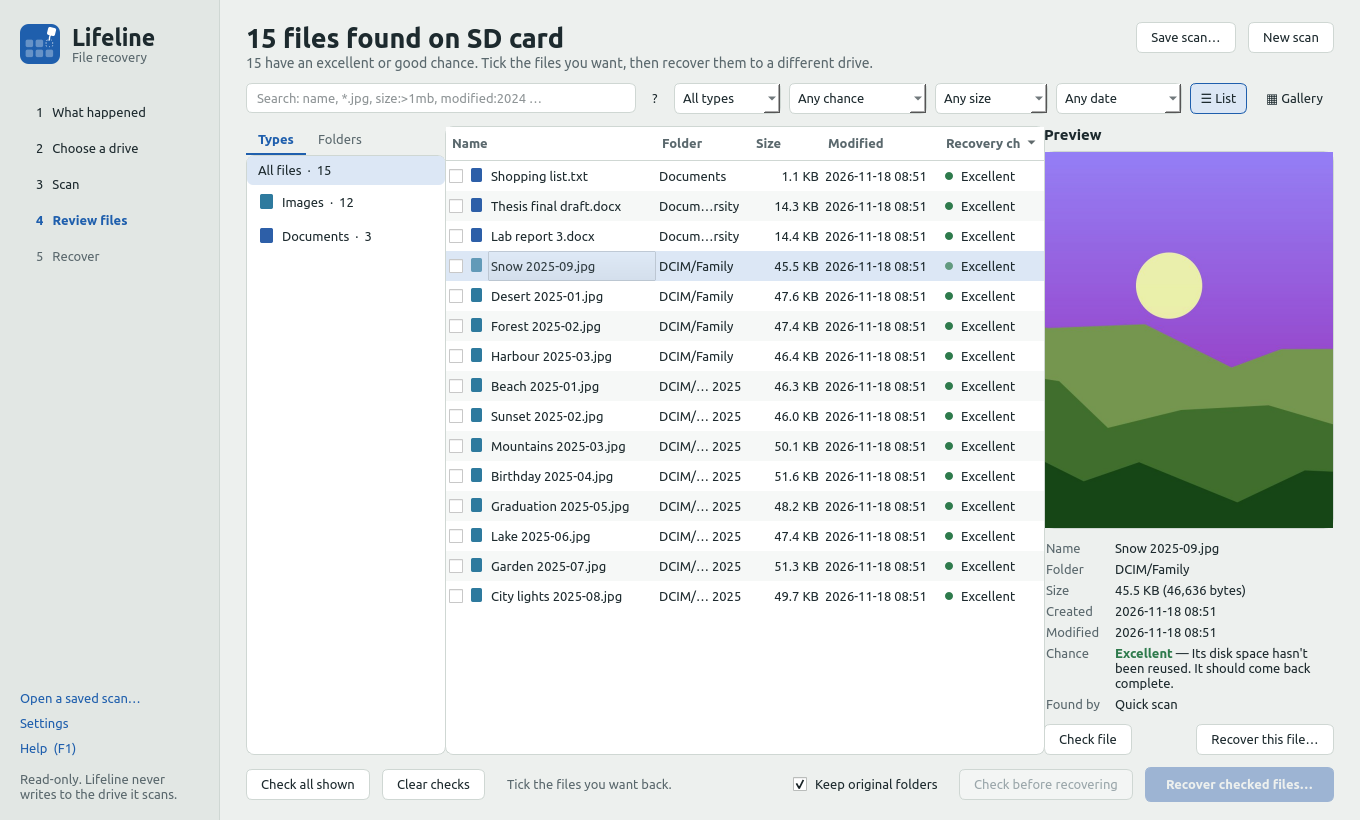 Lifeline
File recovery
1 What happened
2 Choose a drive
3 Scan
4 Review files
5 Recover
Open a saved scan…
Settings
Help (F1)
Read-only. Lifeline never
writes to the drive it scans.
15 files found on SD card
15 have an excellent or good chance. Tick the files you want, then recover them to a different drive.
Save scan…
New scan
Search: name, *.jpg, size:>1mb, modified:2024 …
?
All types
Any chance
Any size
Any date
☰ List
▦ Gallery
Types
Folders
All files · 15
Images · 12
Documents · 3
Name Folder Size Modified Recovery ch
Shopping list.txt Documents 1.1 KB 2026-11-18 08:51 Excellent
Thesis final draft.docx Docum…rsity 14.3 KB 2026-11-18 08:51 Excellent
Lab report 3.docx Docum…rsity 14.4 KB 2026-11-18 08:51 Excellent
Snow 2025-09.jpg DCIM/Family 45.5 KB 2026-11-18 08:51 Excellent
Desert 2025-01.jpg DCIM/Family 47.6 KB 2026-11-18 08:51 Excellent
Forest 2025-02.jpg DCIM/Family 47.4 KB 2026-11-18 08:51 Excellent
Harbour 2025-03.jpg DCIM/Family 46.4 KB 2026-11-18 08:51 Excellent
Beach 2025-01.jpg DCIM/… 2025 46.3 KB 2026-11-18 08:51 Excellent
Sunset 2025-02.jpg DCIM/… 2025 46.0 KB 2026-11-18 08:51 Excellent
Mountains 2025-03.jpg DCIM/… 2025 50.1 KB 2026-11-18 08:51 Excellent
Birthday 2025-04.jpg DCIM/… 2025 51.6 KB 2026-11-18 08:51 Excellent
Graduation 2025-05.jpg DCIM/… 2025 48.2 KB 2026-11-18 08:51 Excellent
Lake 2025-06.jpg DCIM/… 2025 47.4 KB 2026-11-18 08:51 Excellent
Garden 2025-07.jpg DCIM/… 2025 51.3 KB 2026-11-18 08:51 Excellent
City lights 2025-08.jpg DCIM/… 2025 49.7 KB 2026-11-18 08:51 Excellent
Preview
Name Snow 2025-09.jpg
Folder DCIM/Family
Size 45.5 KB (46,636 bytes)
Created 2026-11-18 08:51
Modified 2026-11-18 08:51
Chance Excellent — Its disk space hasn't
been reused. It should come back
complete.
Found by Quick scan
Check file
Recover this file…
Check all shown
Clear checks
Tick the files you want back.
Keep original folders
Check before recovering
Recover checked files…